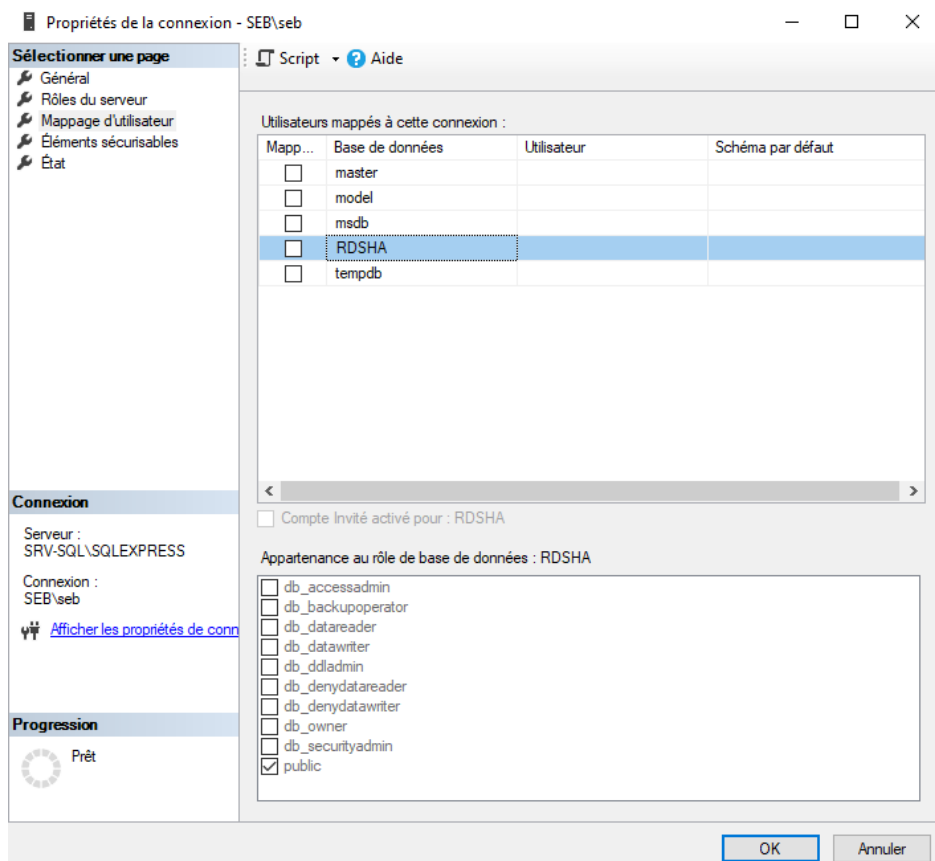 Propriétés de la connexion - SEB\seb
Sélectionner une page
Général
Rôles du serveur
Mappage d'utilisateur
Éléments sécurisables
État
Script
Aide
Utilisateurs mappés à cette connexion :
Mapp... Base de données Utilisateur Schéma par défaut
master
model
msdb
RDSHA
tempdb
Compte Invité activé pour : RDSHA
Appartenance au rôle de base de données : RDSHA
db_accessadmin
db_backupoperator
db_datareader
db_datawriter
db_ddladmin
db_denydatareader
db_denydatawriter
db_owner
db_securityadmin
public
Connexion
Serveur :
SRV-SQL\SQLEXPRESS
Connexion :
SEB\seb
Afficher les propriétés de conn
Progression
Prêt
OK
Annuler